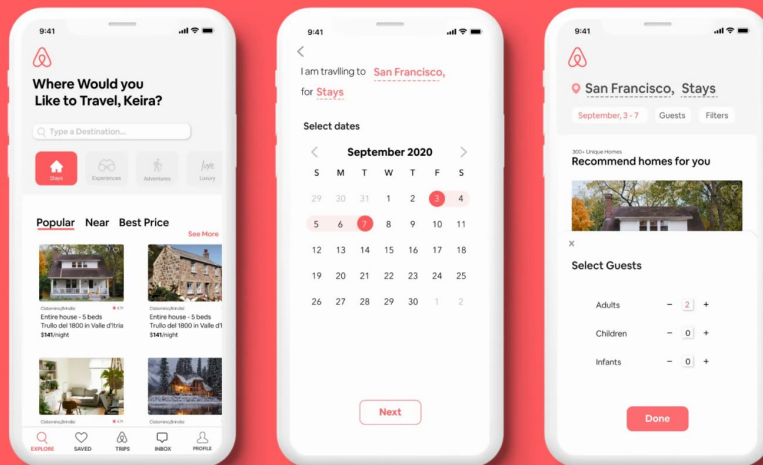 9:41
Where Would you
Like to Travel, Keira?
Type a Destination...
Stays
Experiences
Adventures
Luxury
Popular Near Best Price
See More
4.9
Entire house - 5 beds
Trullo del 1800 in Valle d'Itria
$141/night
Entire house - 5 beds
Trullo del 1800 in Valle d'I
$141/night
EXPLORE
SAVED
TRIPS
INBOX
PROFILE
9:41
I am travlling to San Francisco,
for Stays
Select dates
September 2020
S M T W T F S
29 30 31 1 2 3 4
5 6 7 8 9 10 11
12 13 14 15 16 17 18
19 20 21 22 23 24 25
26 27 28 29 30 1 2
Next
9:41
San Francisco, Stays
September, 3 - 7 Guests Filters
300+ Unique Homes
Recommend homes for you
x
Select Guests
Adults - 2 +
Children - 0 +
Infants - 0 +
Done